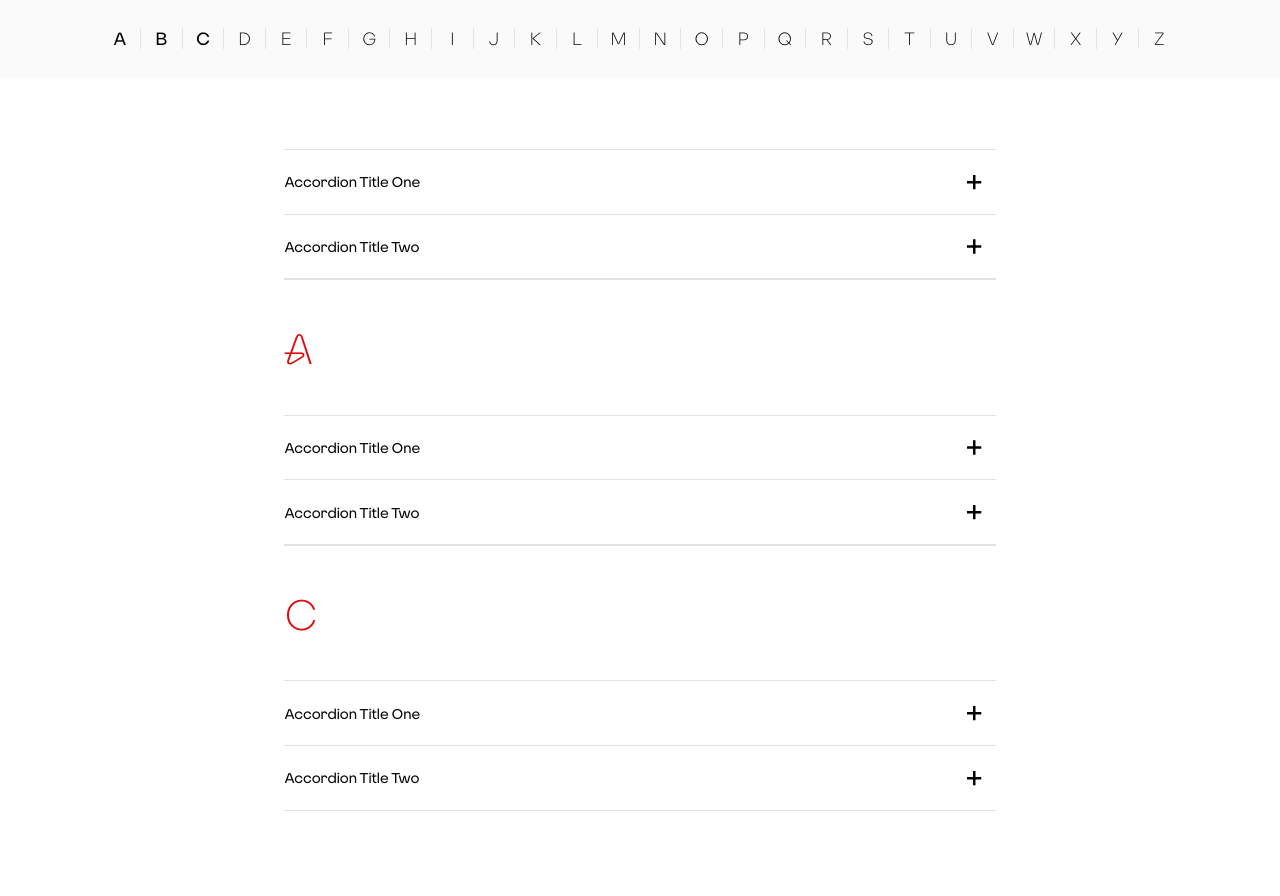 A B C D E F G H I J K L M N O P Q R S T U V W X Y Z
Accordion Title One
Accordion Title Two
A
Accordion Title One
Accordion Title Two
C
Accordion Title One
Accordion Title Two